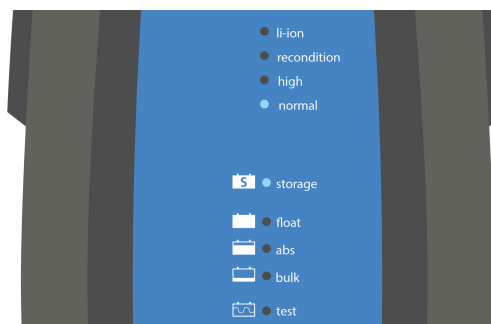 li-ion
recondition
high
normal
S storage
float
abs
bulk
test